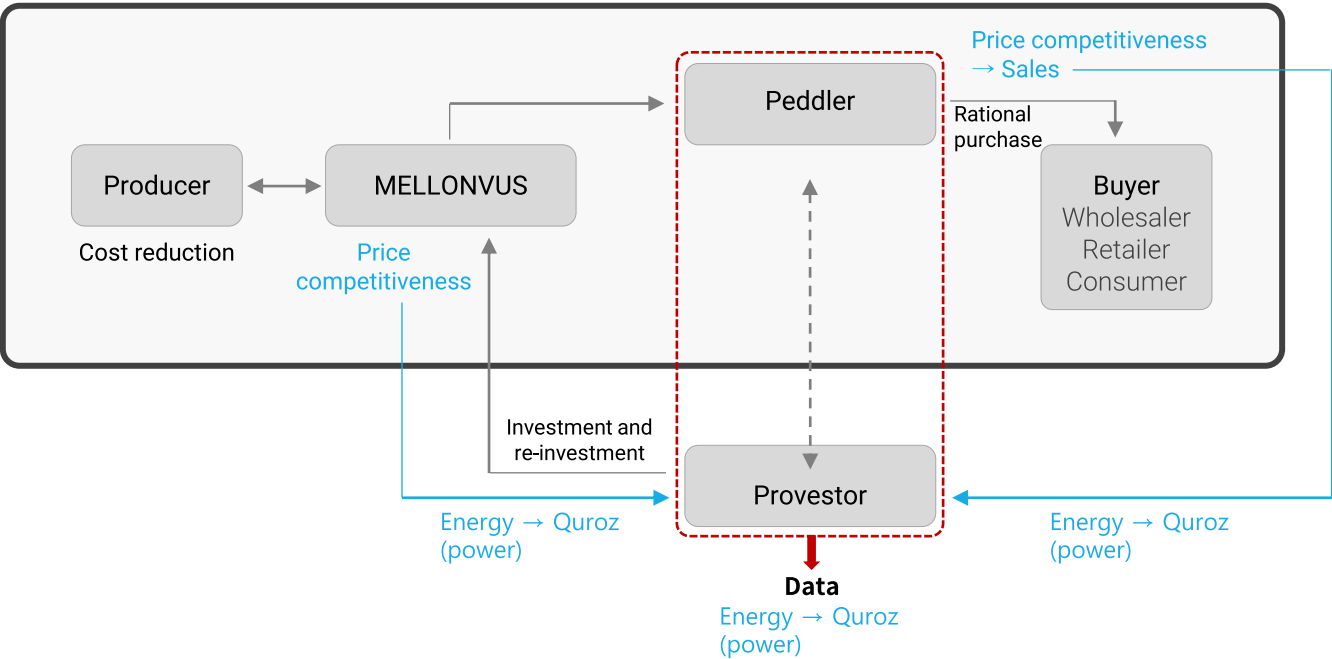 Price competitiveness
→ Sales
Peddler
Rational
purchase
Producer
MELLONVUS
Buyer
Wholesaler
Retailer
Consumer
Cost reduction
Price
competitiveness
Investment and
re-investment
Provestor
Energy → Quroz
(power)
Energy → Quroz
(power)
Data
Energy → Quroz
(power)